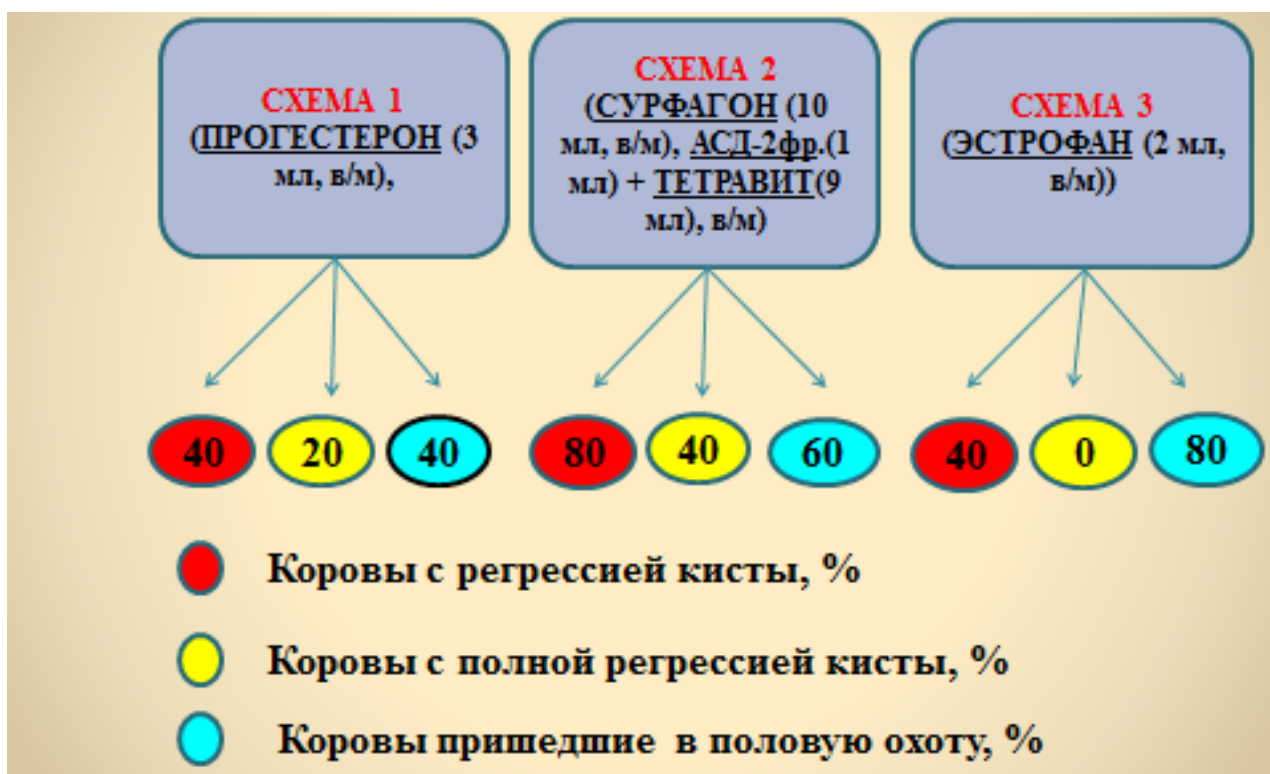 СХЕМА 1
(ПРОГЕСТЕРОН (3
мл, в/м),
СХЕМА 2
(СУРФАГОН (10
мл, в/м), АСД-2фр.(1
мл) + ТЕТРАВИТ(9
мл), в/м)
СХЕМА 3
(ЭСТРОФАН (2 мл,
в/м))
40 20 40 80 40 60 40 0 80
Коровы с регрессией кисты, %
Коровы с полной регрессией кисты, %
Коровы пришедшие в половую охоту, %